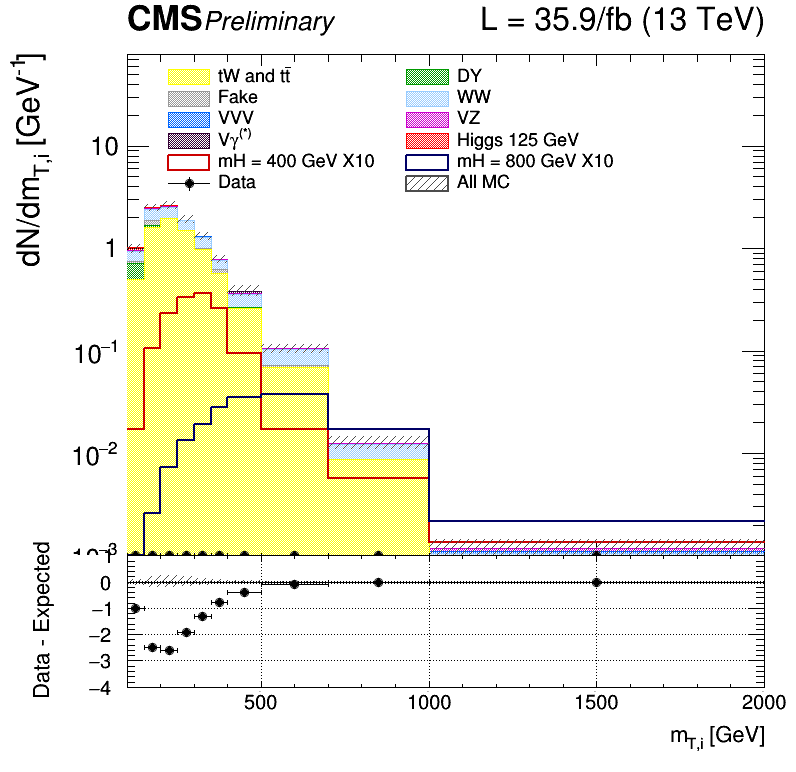 CMS Preliminary L = 35.9/fb (13 TeV)
dN/dm_{T,i} [GeV^{-1}]
tW and tt̄ DY
Fake WW
VVV VZ
Vγ^{(*)} Higgs 125 GeV
mH = 400 GeV X10 mH = 800 GeV X10
Data All MC
10
1
10^{−1}
10^{−2}
10^{−3}
Data - Expected
1
0
−1
−2
−3
−4
500 1000 1500 2000
m_{T,i} [GeV]